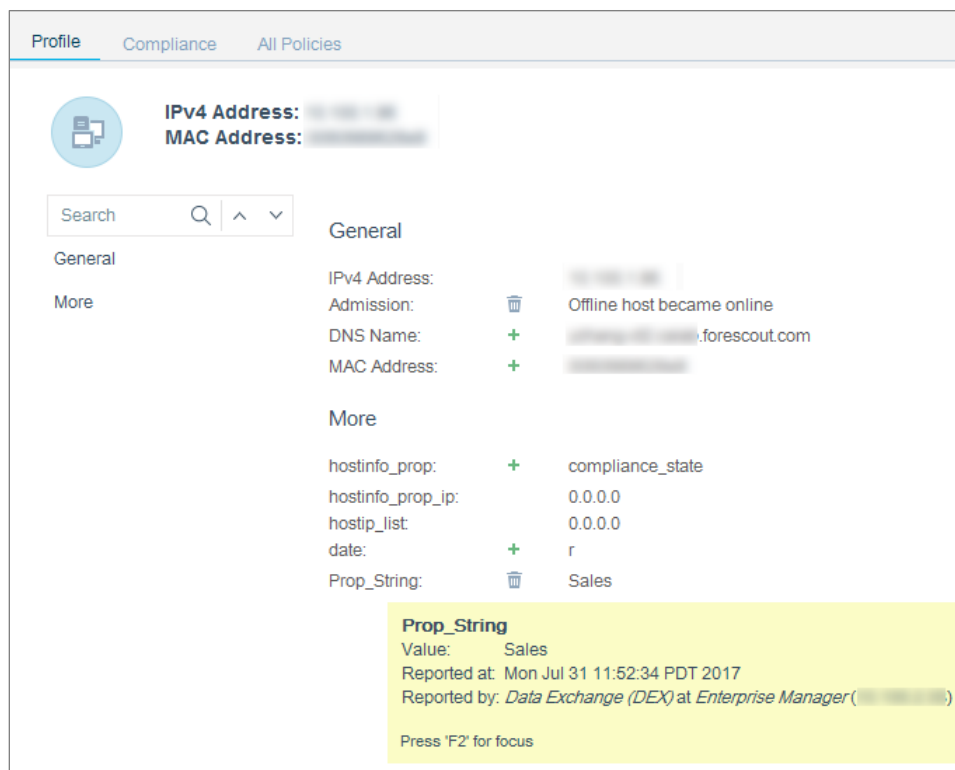 Profile Compliance All Policies
IPv4 Address:
MAC Address:
Search
General
More
General
IPv4 Address:
Admission: Offline host became online
DNS Name: .forescout.com
MAC Address:
More
hostinfo_prop: compliance_state
hostinfo_prop_ip: 0.0.0.0
hostip_list: 0.0.0.0
date: r
Prop_String: Sales
Prop_String
Value: Sales
Reported at: Mon Jul 31 11:52:34 PDT 2017
Reported by: Data Exchange (DEX) at Enterprise Manager ( )
Press 'F2' for focus